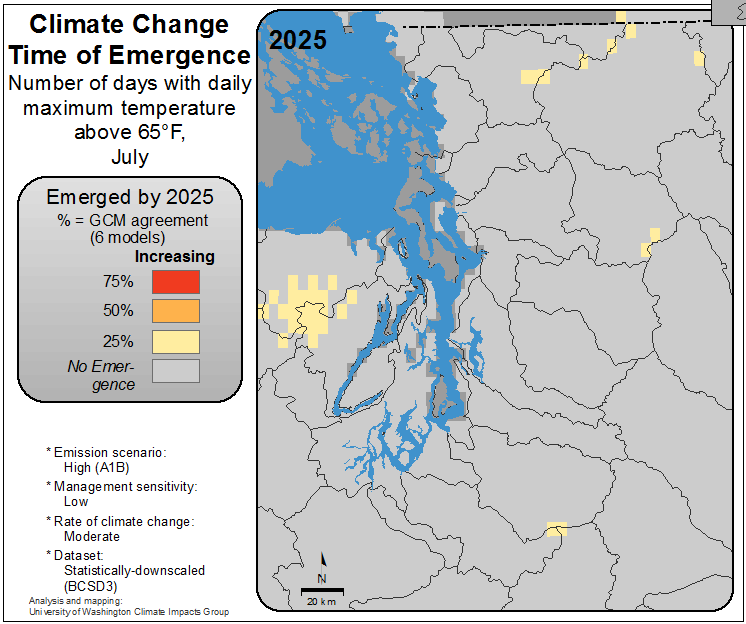 Climate Change
Time of Emergence
Number of days with daily
maximum temperature
above 65°F,
July
Emerged by 2025
% = GCM agreement
(6 models)
Increasing
75%
50%
25%
No Emer-
gence
* Emission scenario:
High (A1B)
* Management sensitivity:
Low
* Rate of climate change:
Moderate
* Dataset:
Statistically-downscaled
(BCSD3)
Analysis and mapping:
University of Washington Climate Impacts Group
2025
N
20 km